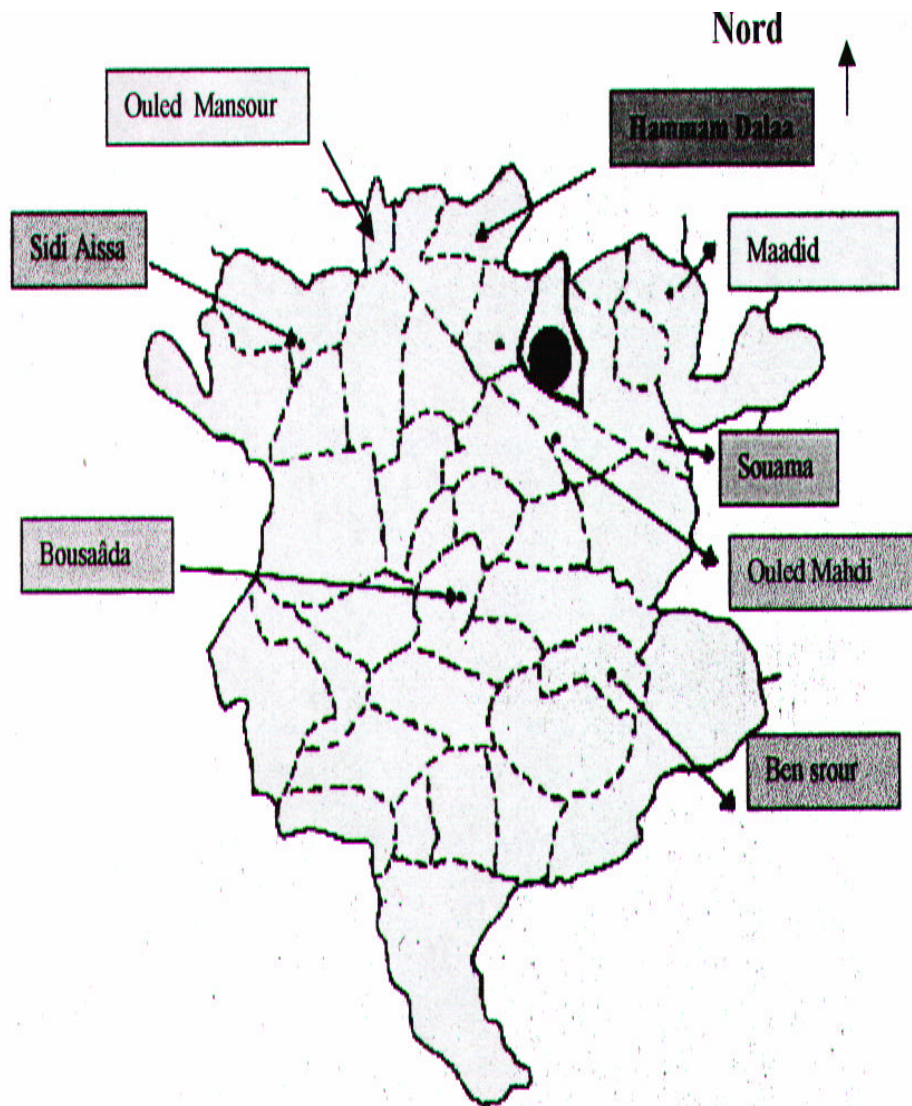 Nord
Ouled Mansour
Hammam Dalaa
Sidi Aissa
Maadid
Souama
Bousaâda
Ouled Mahdi
Ben srour